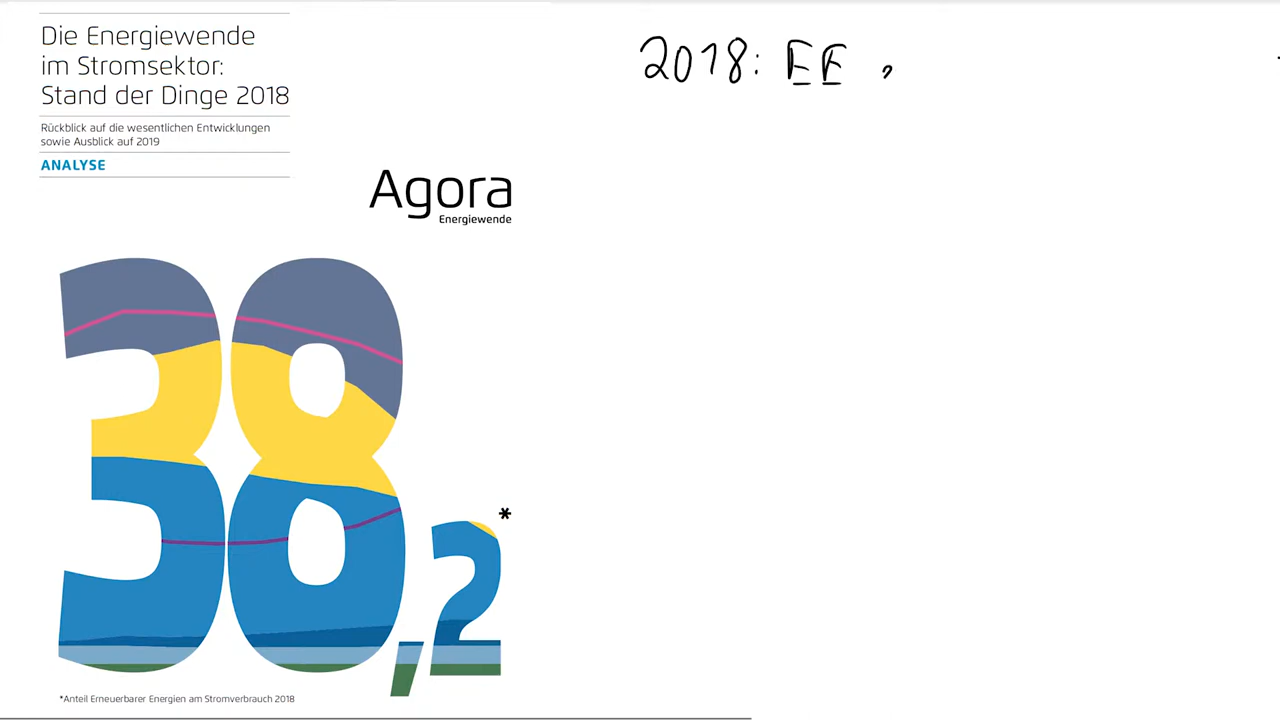 Die Energiewende
im Stromsektor:
Stand der Dinge 2018
Rückblick auf die wesentlichen Entwicklungen
sowie Ausblick auf 2019
ANALYSE
Agora
Energiewende
38,2*
*Anteil Erneuerbarer Energien am Stromverbrauch 2018
2018: EE ,